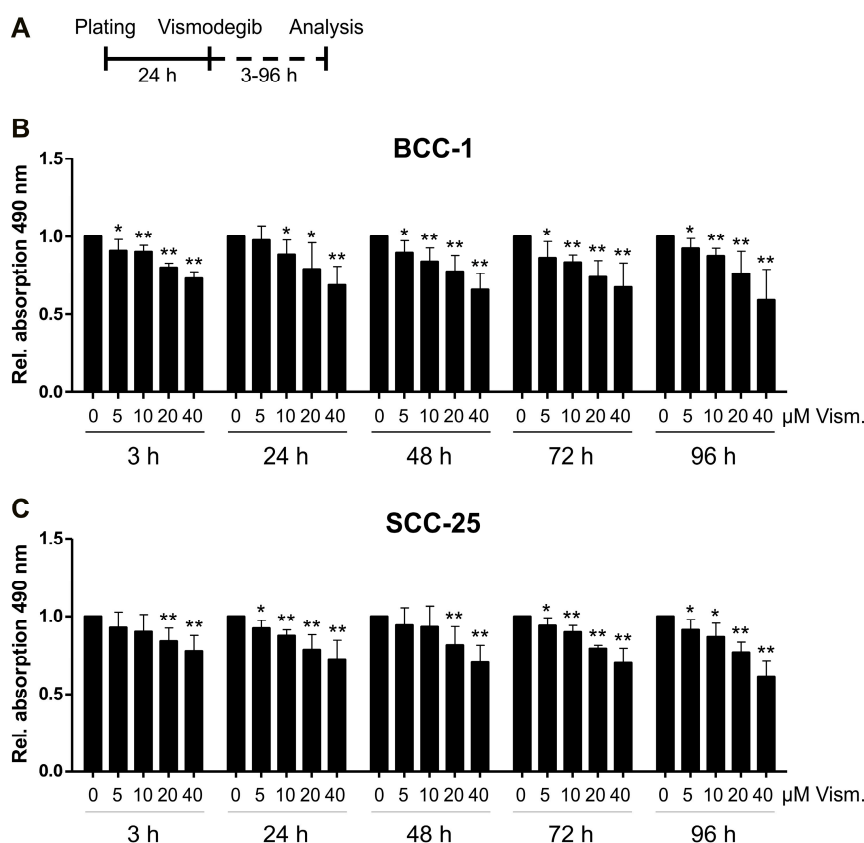 A
Plating Vismodegib Analysis
24 h 3-96 h
B
BCC-1
Rel. absorption 490 nm
1.5
1.0
0.5
0.0
* ** ** **
* * **
* ** ** **
* ** ** **
* ** ** **
0 5 10 20 40 0 5 10 20 40 0 5 10 20 40 0 5 10 20 40 0 5 10 20 40 µM Vism.
3 h 24 h 48 h 72 h 96 h
C
SCC-25
Rel. absorption 490 nm
1.5
1.0
0.5
0.0
** **
* ** ** **
** **
* ** ** **
* * ** **
0 5 10 20 40 0 5 10 20 40 0 5 10 20 40 0 5 10 20 40 0 5 10 20 40 µM Vism.
3 h 24 h 48 h 72 h 96 h